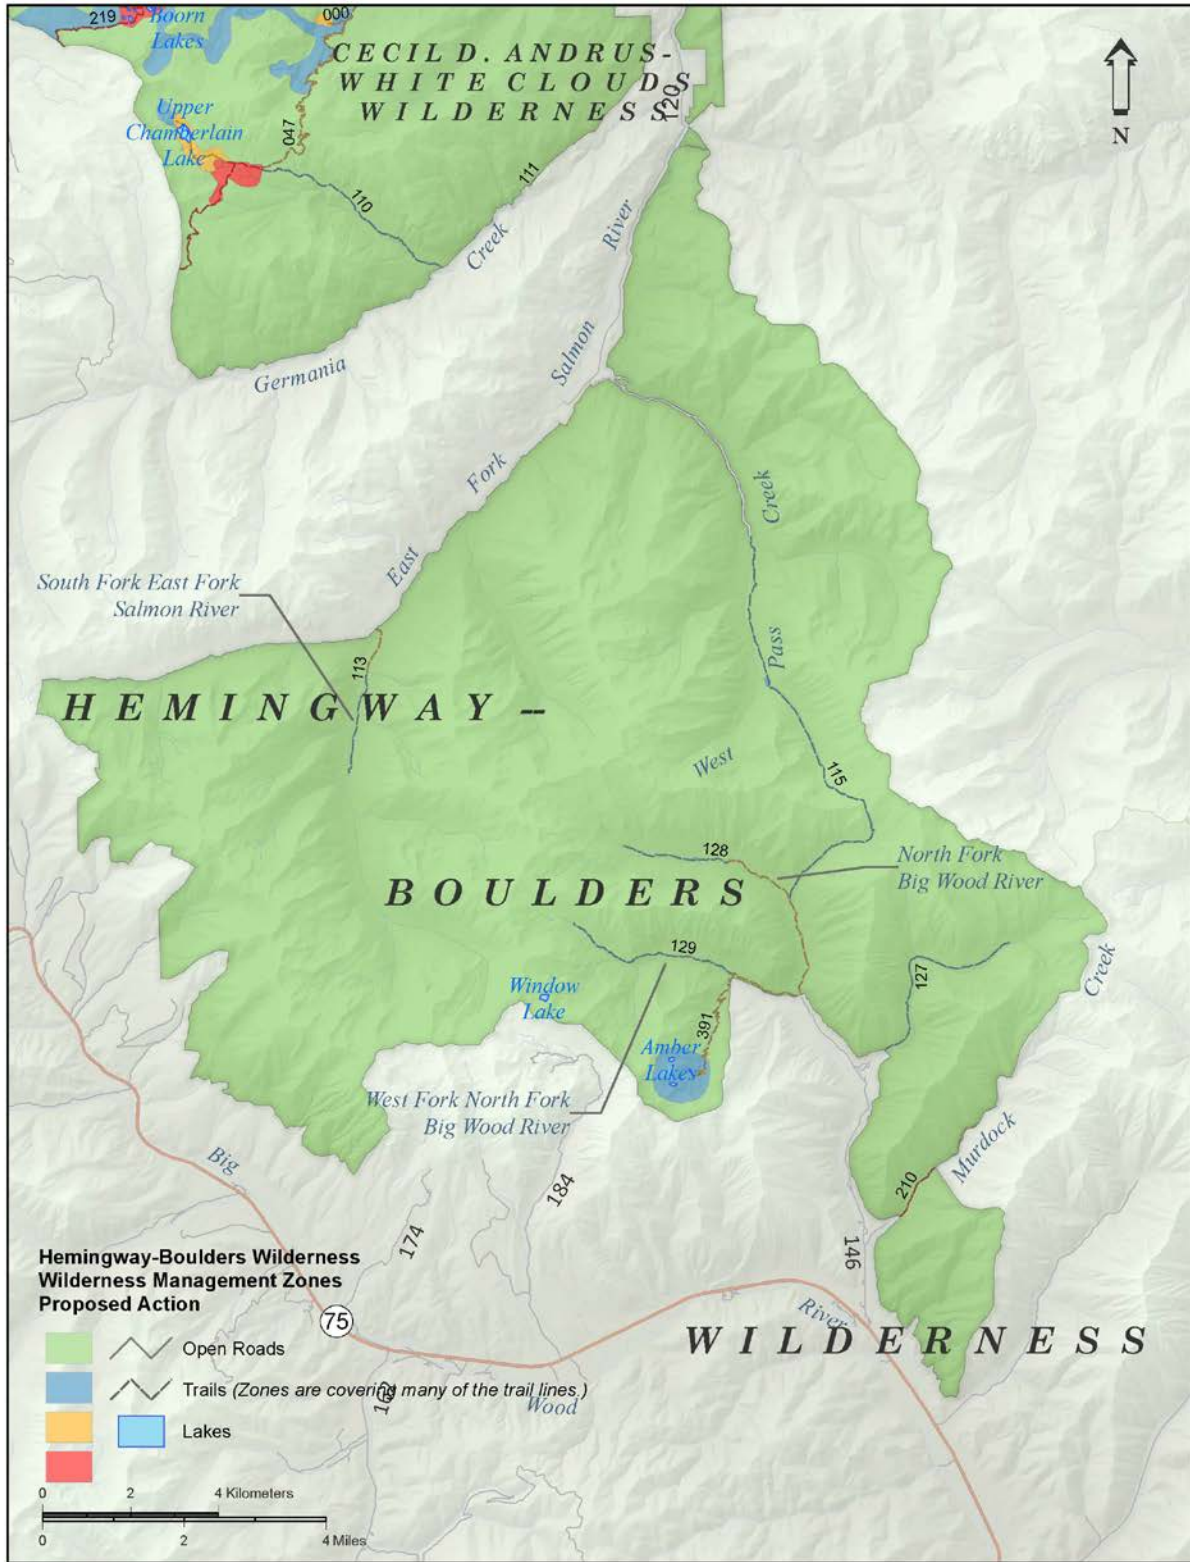 219
Boorn
Lakes
000
CECIL D. ANDRUS-
WHITE CLOUDS
WILDERNESS
120
N
Upper
Chamberlain
Lake
047
110
111
Creek
Germania
River
Salmon
Fork
East
Creek
Pass
West
South Fork East Fork
Salmon River
113
HEMINGWAY --
115
128
North Fork
Big Wood River
BOULDERS
129
127
Creek
Window
Lake
391
Amber
Lakes
West Fork North Fork
Big Wood River
Murdock
210
Big
184
174
146
75
River
WILDERNESS
162
Wood
Hemingway-Boulders Wilderness
Wilderness Management Zones
Proposed Action
Open Roads
Trails (Zones are covering many of the trail lines.)
Lakes
0 2 4 Kilometers
0 2 4 Miles